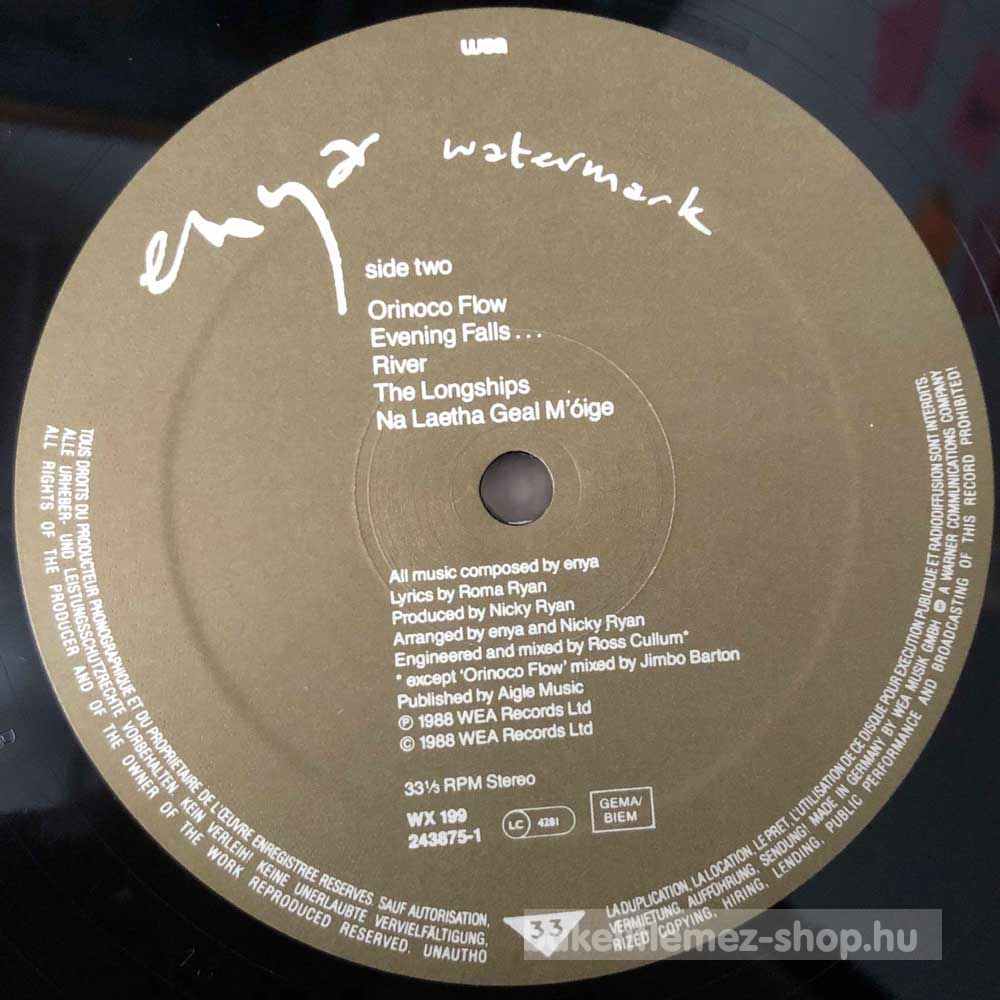 wea
enya watermark
side two
Orinoco Flow
Evening Falls...
River
The Longships
Na Laetha Geal M'óige
All music composed by enya
Lyrics by Roma Ryan
Produced by Nicky Ryan
Arranged by enya and Nicky Ryan
Engineered and mixed by Ross Cullum*
* except 'Orinoco Flow' mixed by Jimbo Barton
Published by Aigle Music
℗ 1988 WEA Records Ltd
© 1988 WEA Records Ltd
33⅓ RPM Stereo
WX 199
243875-1
LC 4281
GEMA/
BIEM
33
TOUS DROITS DU PRODUCTEUR PHONOGRAPHIQUE ET DU PROPRIETAIRE DE L'ŒUVRE ENREGISTREE RESERVES. SAUF AUTORISATION, LA DUPLICATION, LA LOCATION, LE PRET, L'UTILISATION DE CE DISQUE POUR EXECUTION PUBLIQUE ET RADIODIFFUSION SONT INTERDITS.
ALLE URHEBER- UND LEISTUNGSSCHUTZRECHTE VORBEHALTEN. KEIN VERLEIH! KEINE UNERLAUBTE VERVIELFÄLTIGUNG, VERMIETUNG, AUFFÜHRUNG, SENDUNG! MADE IN GERMANY BY WEA MUSIK GMBH A WARNER COMMUNICATIONS COMPANY
ALL RIGHTS OF THE PRODUCER AND OF THE OWNER OF THE WORK REPRODUCED RESERVED. UNAUTHORIZED COPYING, HIRING, LENDING, PUBLIC PERFORMANCE AND BROADCASTING OF THIS RECORD PROHIBITED!